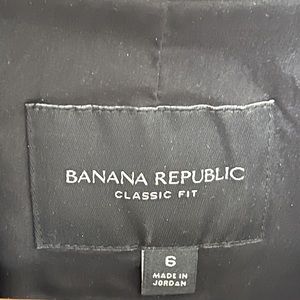 BANANA REPUBLIC
CLASSIC FIT
6
MADE IN
JORDAN